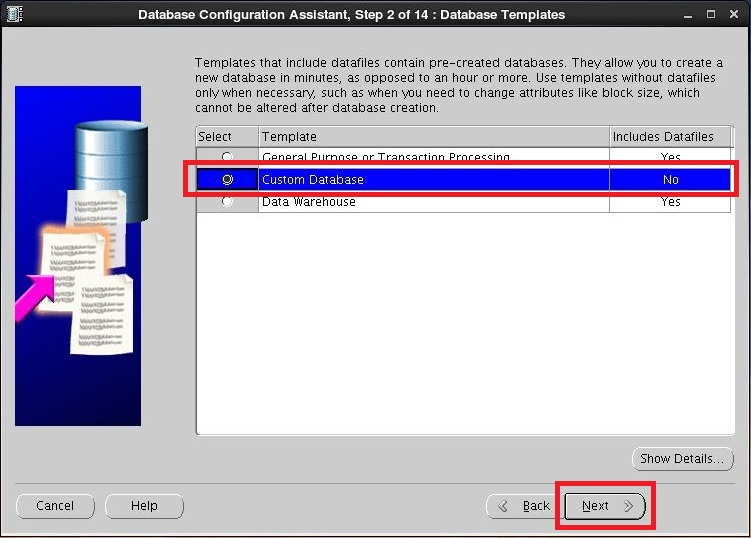 Database Configuration Assistant, Step 2 of 14 : Database Templates
Templates that include datafiles contain pre-created databases. They allow you to create a
new database in minutes, as opposed to an hour or more. Use templates without datafiles
only when necessary, such as when you need to change attributes like block size, which
cannot be altered after database creation.
Select Template Includes Datafiles
General Purpose or Transaction Processing Yes
Custom Database No
Data Warehouse Yes
Show Details...
Cancel Help Back Next